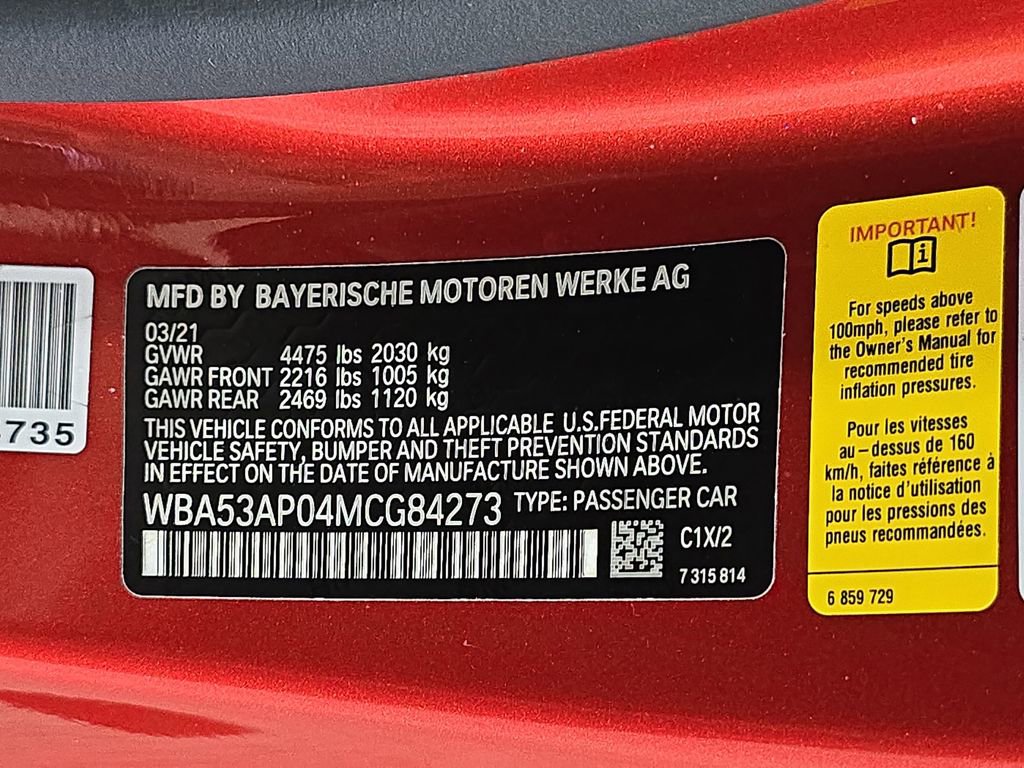 MFD BY BAYERISCHE MOTOREN WERKE AG
03/21
GVWR 4475 lbs 2030 kg
GAWR FRONT 2216 lbs 1005 kg
GAWR REAR 2469 lbs 1120 kg
THIS VEHICLE CONFORMS TO ALL APPLICABLE U.S.FEDERAL MOTOR
VEHICLE SAFETY, BUMPER AND THEFT PREVENTION STANDARDS
IN EFFECT ON THE DATE OF MANUFACTURE SHOWN ABOVE.
WBA53AP04MCG84273 TYPE: PASSENGER CAR
C1X/2
7 315 814
735
IMPORTANT!
i
For speeds above
100mph, please refer to
the Owner's Manual for
recommended tire
inflation pressures.
Pour les vitesses
au-dessus de 160
km/h, faites référence à
la notice d'utilisation
pour les pressions des
pneus recommandées.
6 859 729